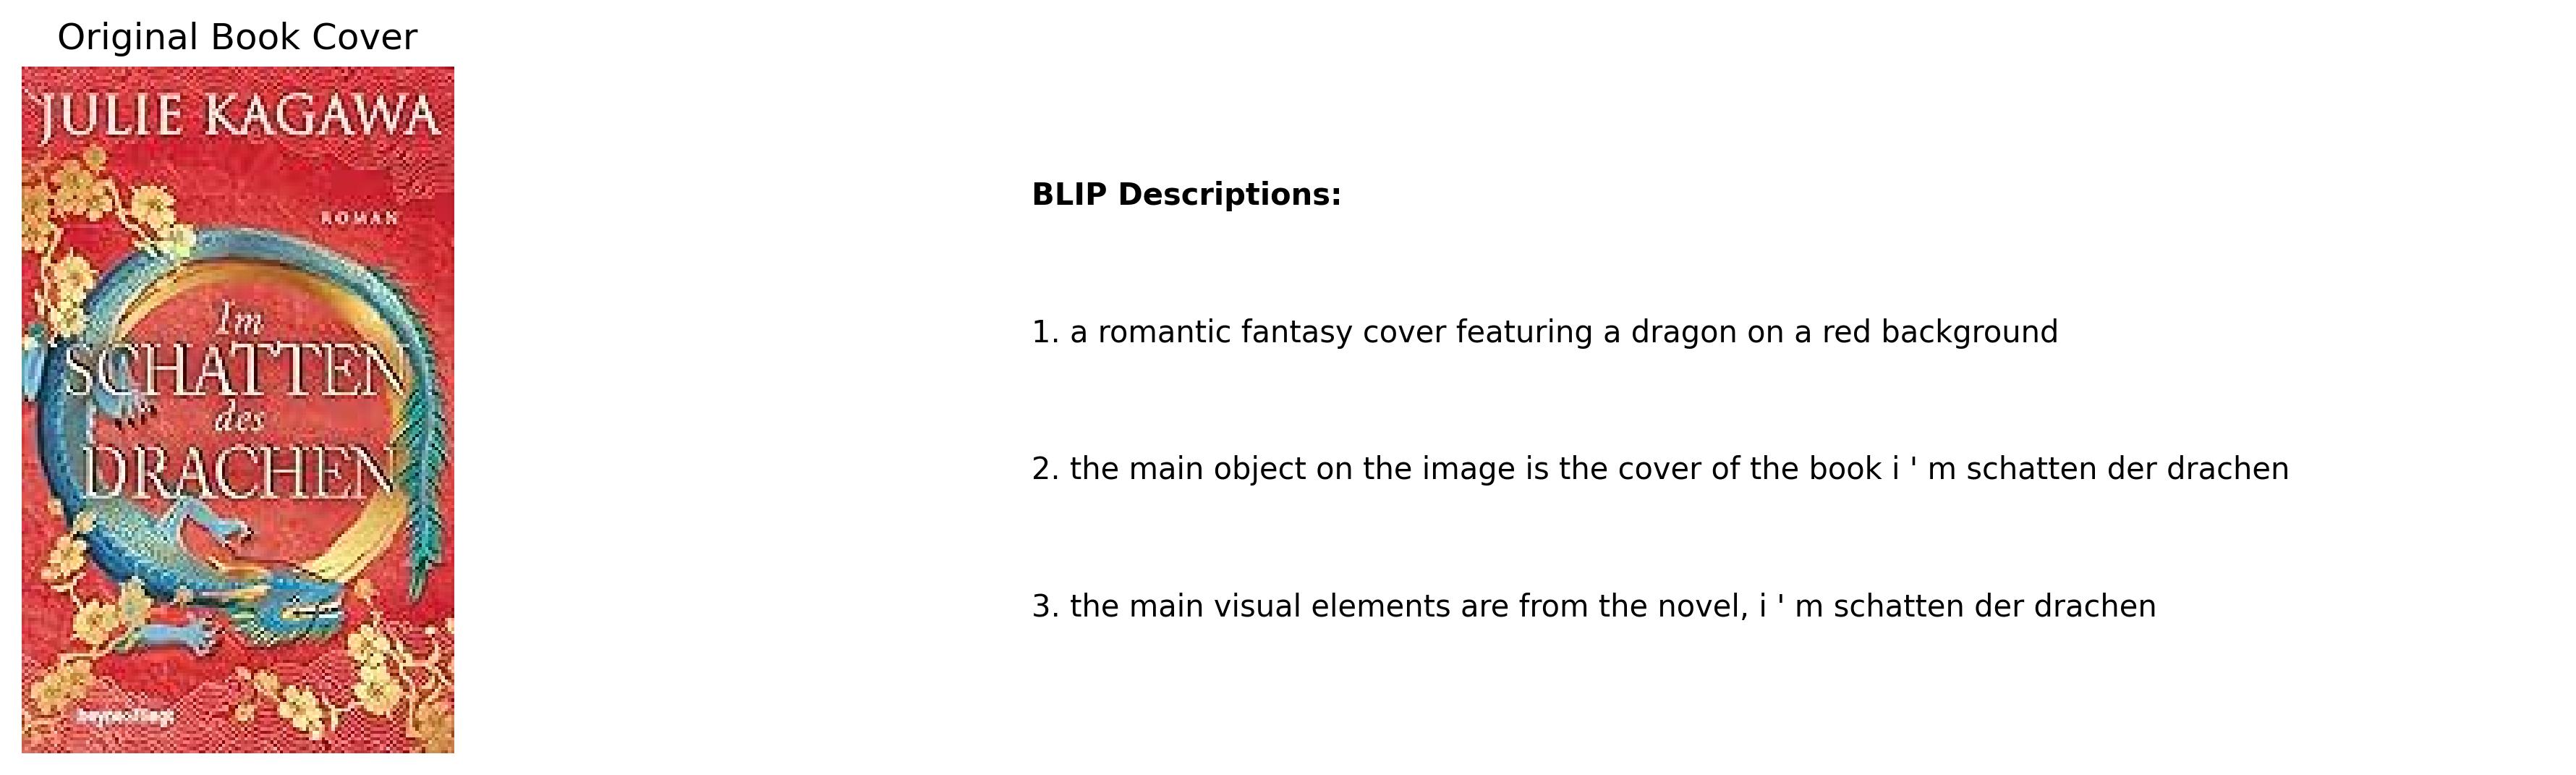 Original Book Cover
JULIE KAGAWA
ROMAN
Im
SCHATTEN
des
DRACHEN
heyne>fliegt
BLIP Descriptions:
1. a romantic fantasy cover featuring a dragon on a red background
2. the main object on the image is the cover of the book i ' m schatten der drachen
3. the main visual elements are from the novel, i ' m schatten der drachen